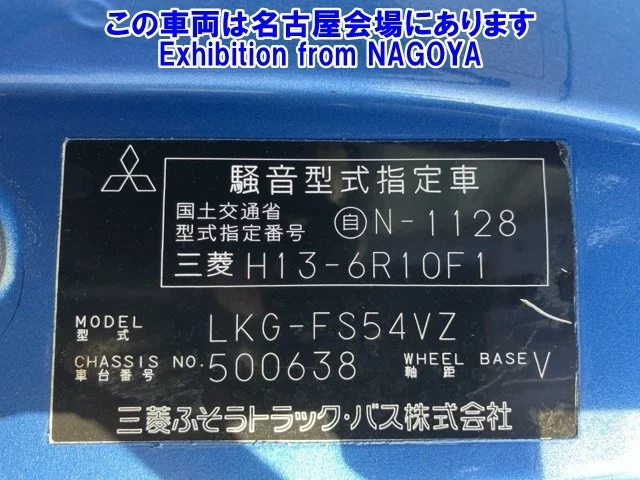 この車両は名古屋会場にあります
Exhibition from NAGOYA
騒音型式指定車
国土交通省
型式指定番号 自N-1128
三菱 H13-6R10F1
MODEL
型式 LKG-FS54VZ
CHASSIS NO.
車台番号 500638 WHEEL BASE
軸距 V
三菱ふそうトラック・バス株式会社